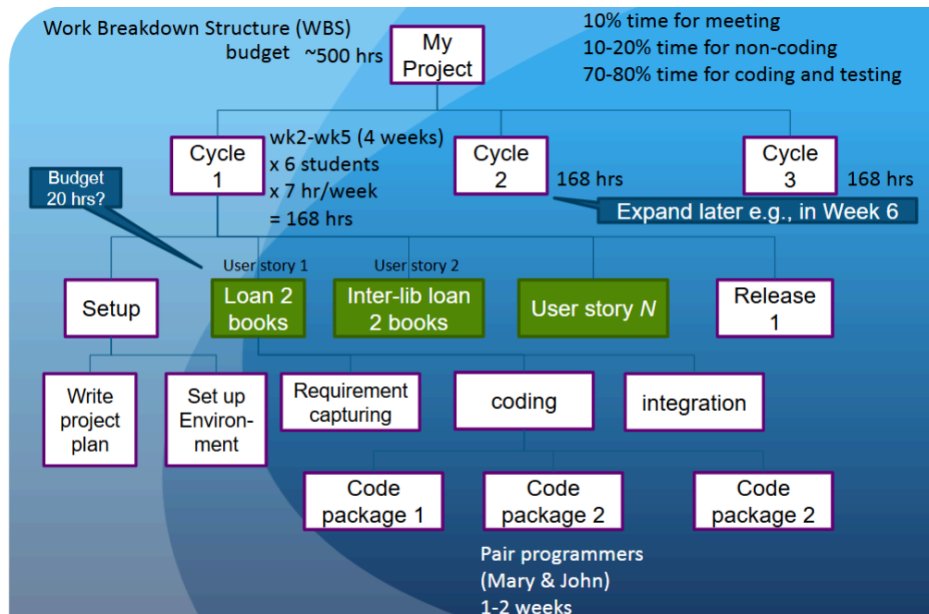 Work Breakdown Structure (WBS)
budget ~500 hrs
My
Project
10% time for meeting
10-20% time for non-coding
70-80% time for coding and testing
Cycle
1
wk2-wk5 (4 weeks)
x 6 students
x 7 hr/week
= 168 hrs
Cycle
2
168 hrs
Cycle
3
168 hrs
Budget
20 hrs?
Expand later e.g., in Week 6
Setup
User story 1
Loan 2
books
User story 2
Inter-lib loan
2 books
User story N
Release
1
Write
project
plan
Set up
Environ-
ment
Requirement
capturing
coding
integration
Code
package 1
Code
package 2
Code
package 2
Pair programmers
(Mary & John)
1-2 weeks